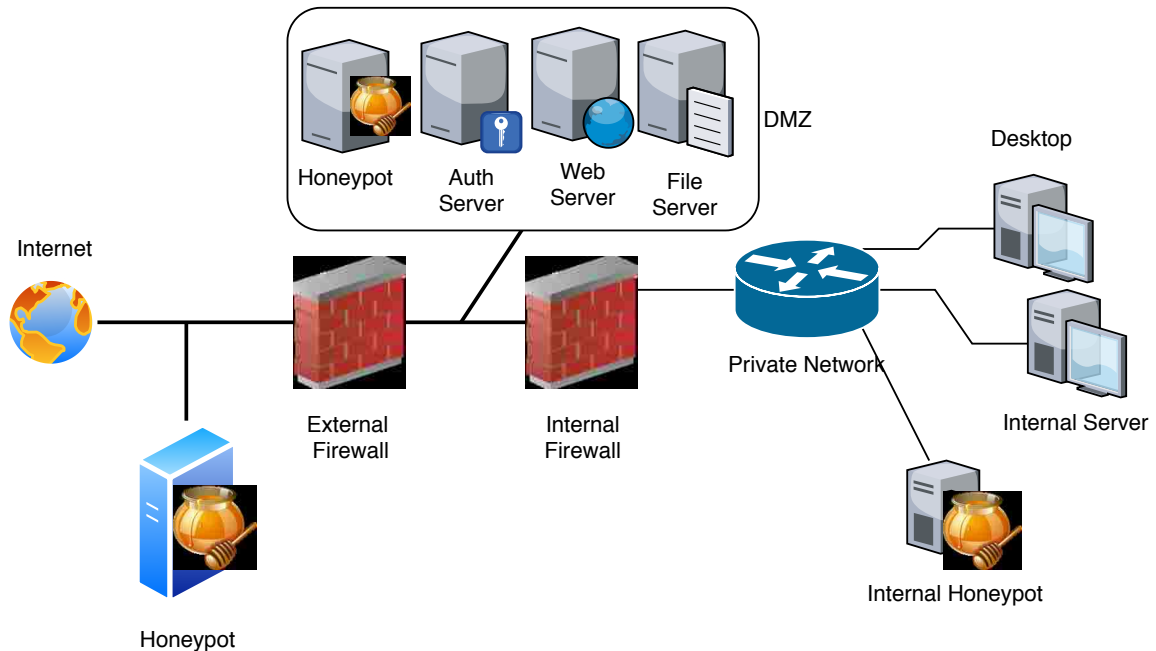 Honeypot
Auth
Server
Web
Server
File
Server
DMZ
Desktop
Internet
Private Network
External
Firewall
Internal
Firewall
Internal Server
Internal Honeypot
Honeypot